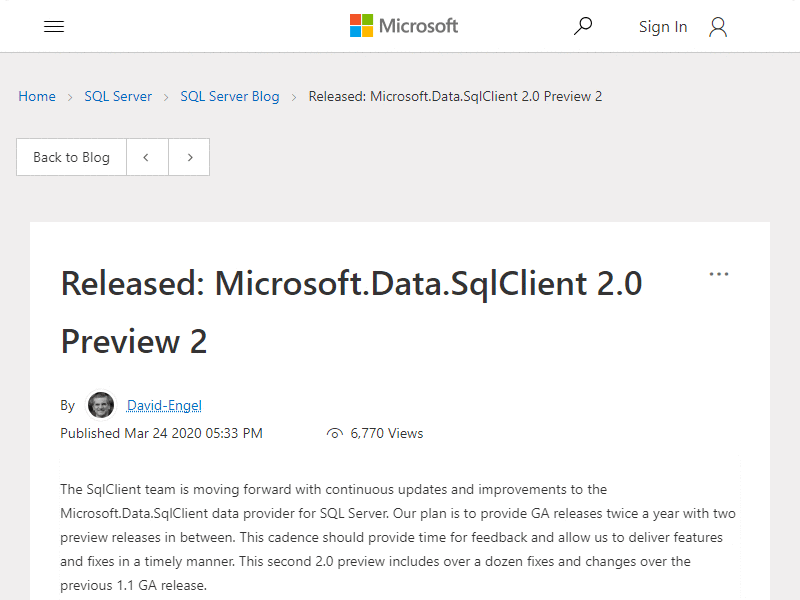 Microsoft
Sign In
Home > SQL Server > SQL Server Blog > Released: Microsoft.Data.SqlClient 2.0 Preview 2
Back to Blog
Released: Microsoft.Data.SqlClient 2.0
Preview 2
By David-Engel
Published Mar 24 2020 05:33 PM 6,770 Views
The SqlClient team is moving forward with continuous updates and improvements to the
Microsoft.Data.SqlClient data provider for SQL Server. Our plan is to provide GA releases twice a year with two
preview releases in between. This cadence should provide time for feedback and allow us to deliver features
and fixes in a timely manner. This second 2.0 preview includes over a dozen fixes and changes over the
previous 1.1 GA release.